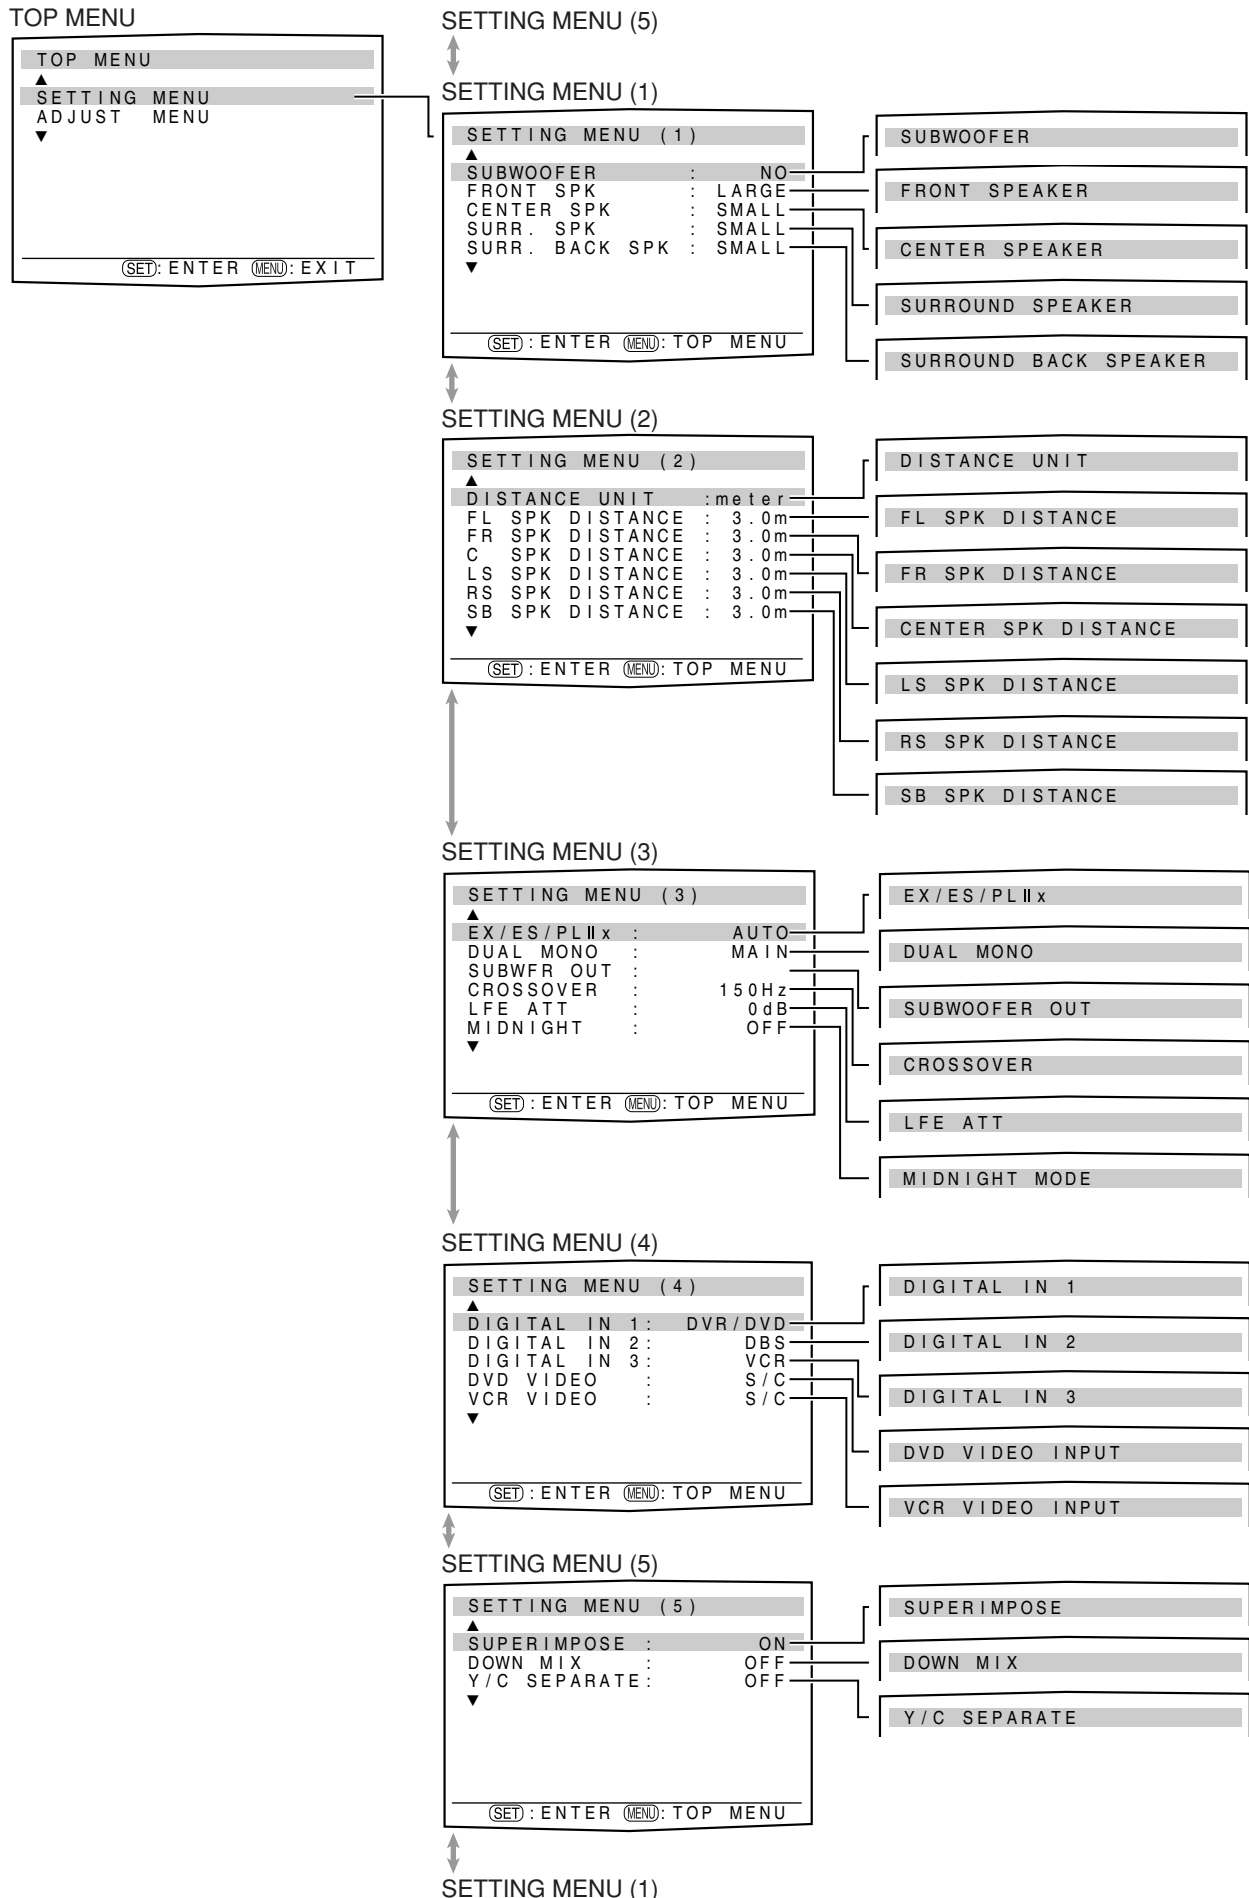 TOP MENU
TOP MENU
▲
SETTING MENU
ADJUST MENU
▼
SET: ENTER MENU: EXIT
SETTING MENU (5)
SETTING MENU (1)
SETTING MENU (1)
▲
SUBWOOFER : NO
FRONT SPK : LARGE
CENTER SPK : SMALL
SURR. SPK : SMALL
SURR. BACK SPK : SMALL
▼
SET : ENTER MENU: TOP MENU
SUBWOOFER
FRONT SPEAKER
CENTER SPEAKER
SURROUND SPEAKER
SURROUND BACK SPEAKER
SETTING MENU (2)
SETTING MENU (2)
▲
DISTANCE UNIT :meter
FL SPK DISTANCE : 3.0m
FR SPK DISTANCE : 3.0m
C SPK DISTANCE : 3.0m
LS SPK DISTANCE : 3.0m
RS SPK DISTANCE : 3.0m
SB SPK DISTANCE : 3.0m
▼
SET : ENTER MENU: TOP MENU
DISTANCE UNIT
FL SPK DISTANCE
FR SPK DISTANCE
CENTER SPK DISTANCE
LS SPK DISTANCE
RS SPK DISTANCE
SB SPK DISTANCE
SETTING MENU (3)
SETTING MENU (3)
▲
EX/ES/PLⅡx : AUTO
DUAL MONO : MAIN
SUBWFR OUT :
CROSSOVER : 150Hz
LFE ATT : 0dB
MIDNIGHT : OFF
▼
SET : ENTER MENU: TOP MENU
EX/ES/PLⅡx
DUAL MONO
SUBWOOFER OUT
CROSSOVER
LFE ATT
MIDNIGHT MODE
SETTING MENU (4)
SETTING MENU (4)
▲
DIGITAL IN 1: DVR/DVD
DIGITAL IN 2: DBS
DIGITAL IN 3: VCR
DVD VIDEO : S/C
VCR VIDEO : S/C
▼
SET : ENTER MENU: TOP MENU
DIGITAL IN 1
DIGITAL IN 2
DIGITAL IN 3
DVD VIDEO INPUT
VCR VIDEO INPUT
SETTING MENU (5)
SETTING MENU (5)
▲
SUPERIMPOSE : ON
DOWN MIX : OFF
Y/C SEPARATE: OFF
▼
SET : ENTER MENU: TOP MENU
SUPERIMPOSE
DOWN MIX
Y/C SEPARATE
SETTING MENU (1)